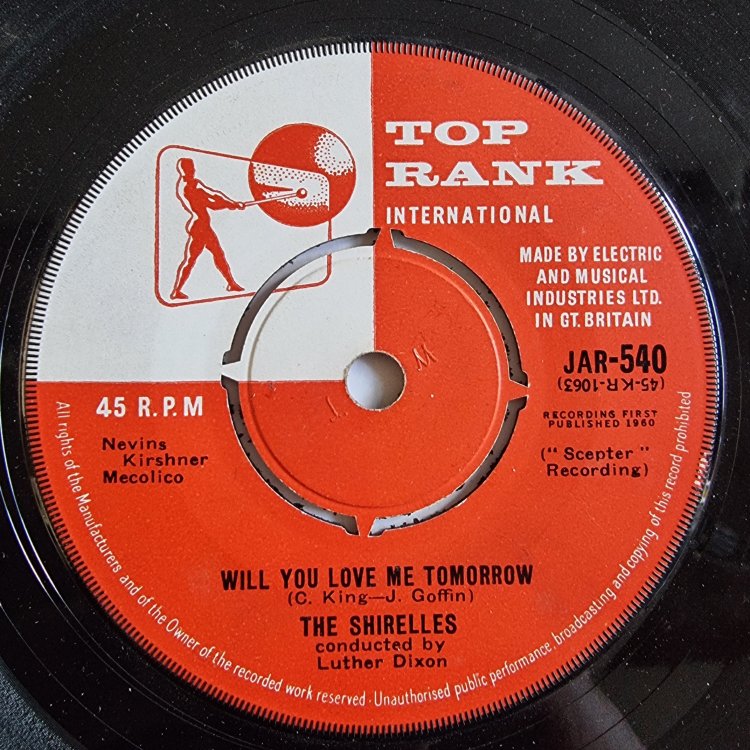 TOP
RANK
INTERNATIONAL
MADE BY ELECTRIC
AND MUSICAL
INDUSTRIES LTD.
IN GT. BRITAIN
JAR-540
(45-K-R-1063)
45 R.P.M
RECORDING FIRST
PUBLISHED 1960
Nevins
Kirshner
Mecolico
("Scepter"
Recording)
J. M
WILL YOU LOVE ME TOMORROW
(C. King—J. Goffin)
THE SHIRELLES
conducted by
Luther Dixon
All rights of the Manufacturers and of the Owner of the recorded work reserved · Unauthorised public performance, broadcasting and copying of this record prohibited